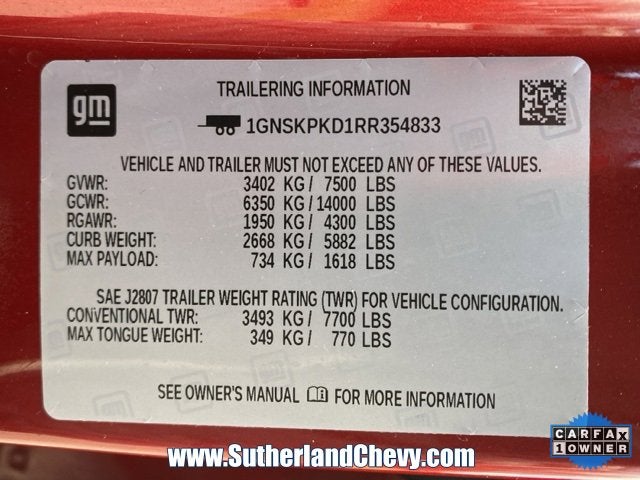 gm
TRAILERING INFORMATION
1GNSKPKD1RR354833
VEHICLE AND TRAILER MUST NOT EXCEED ANY OF THESE VALUES.
GVWR: 3402 KG / 7500 LBS
GCWR: 6350 KG / 14000 LBS
RGAWR: 1950 KG / 4300 LBS
CURB WEIGHT: 2668 KG / 5882 LBS
MAX PAYLOAD: 734 KG / 1618 LBS
SAE J2807 TRAILER WEIGHT RATING (TWR) FOR VEHICLE CONFIGURATION.
CONVENTIONAL TWR: 3493 KG / 7700 LBS
MAX TONGUE WEIGHT: 349 KG / 770 LBS
SEE OWNER'S MANUAL FOR MORE INFORMATION
www.SutherlandChevy.com
CARFAX
1 OWNER